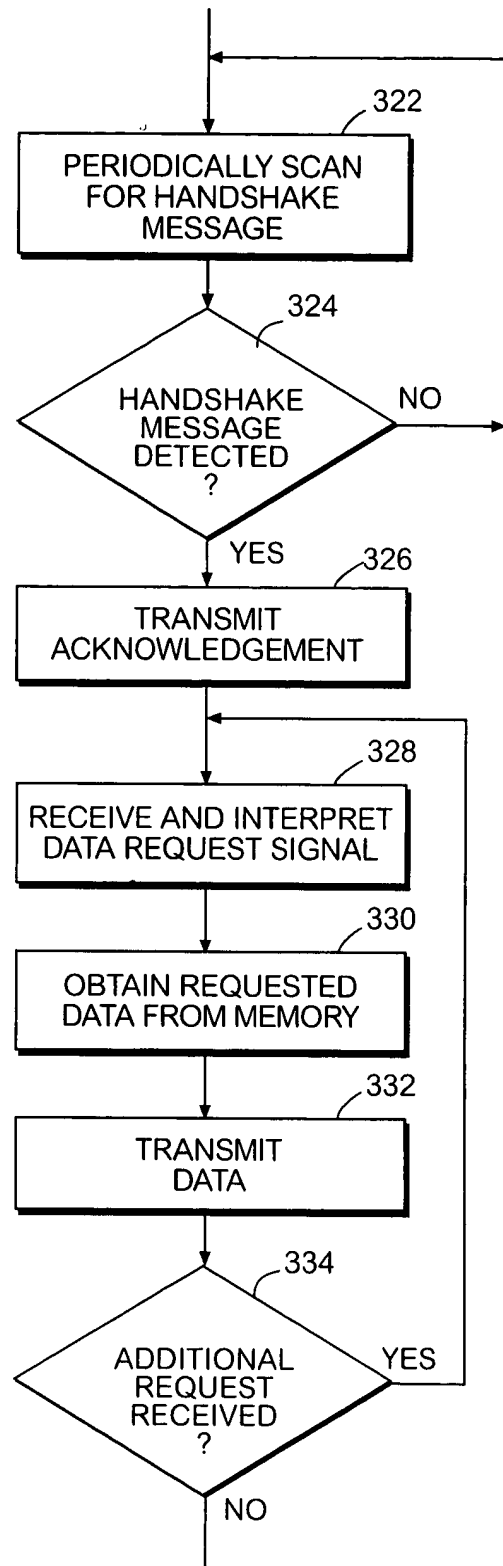 322
PERIODICALLY SCAN
FOR HANDSHAKE
MESSAGE
324
HANDSHAKE
MESSAGE
DETECTED
?
NO
YES
326
TRANSMIT
ACKNOWLEDGEMENT
328
RECEIVE AND INTERPRET
DATA REQUEST SIGNAL
330
OBTAIN REQUESTED
DATA FROM MEMORY
332
TRANSMIT
DATA
334
ADDITIONAL
REQUEST
RECEIVED
?
YES
NO